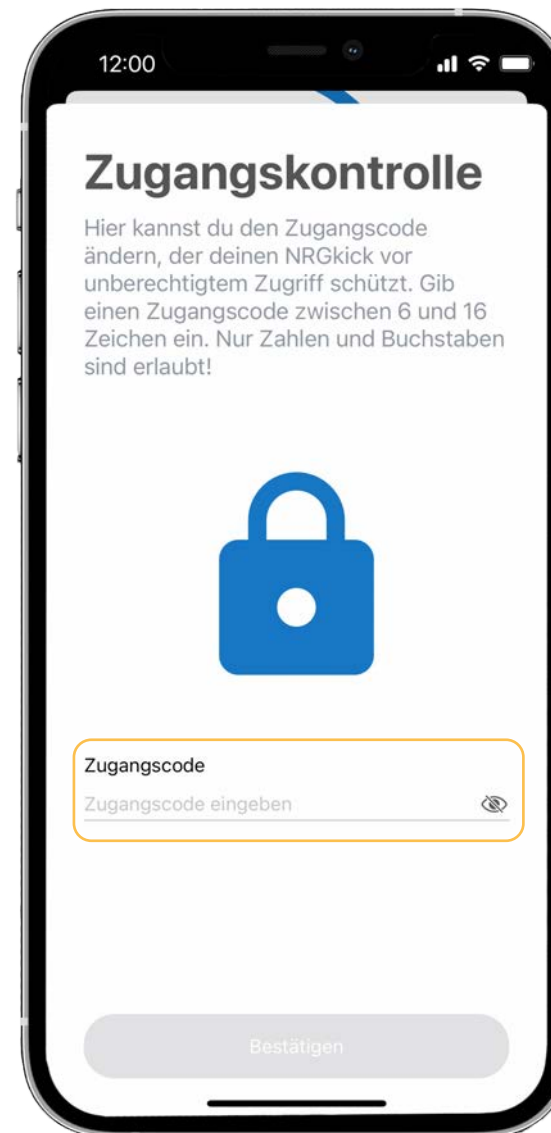 12:00
Zugangskontrolle
Hier kannst du den Zugangscode
ändern, der deinen NRGkick vor
unberechtigtem Zugriff schützt. Gib
einen Zugangscode zwischen 6 und 16
Zeichen ein. Nur Zahlen und Buchstaben
sind erlaubt!
Zugangscode
Zugangscode eingeben
Bestätigen